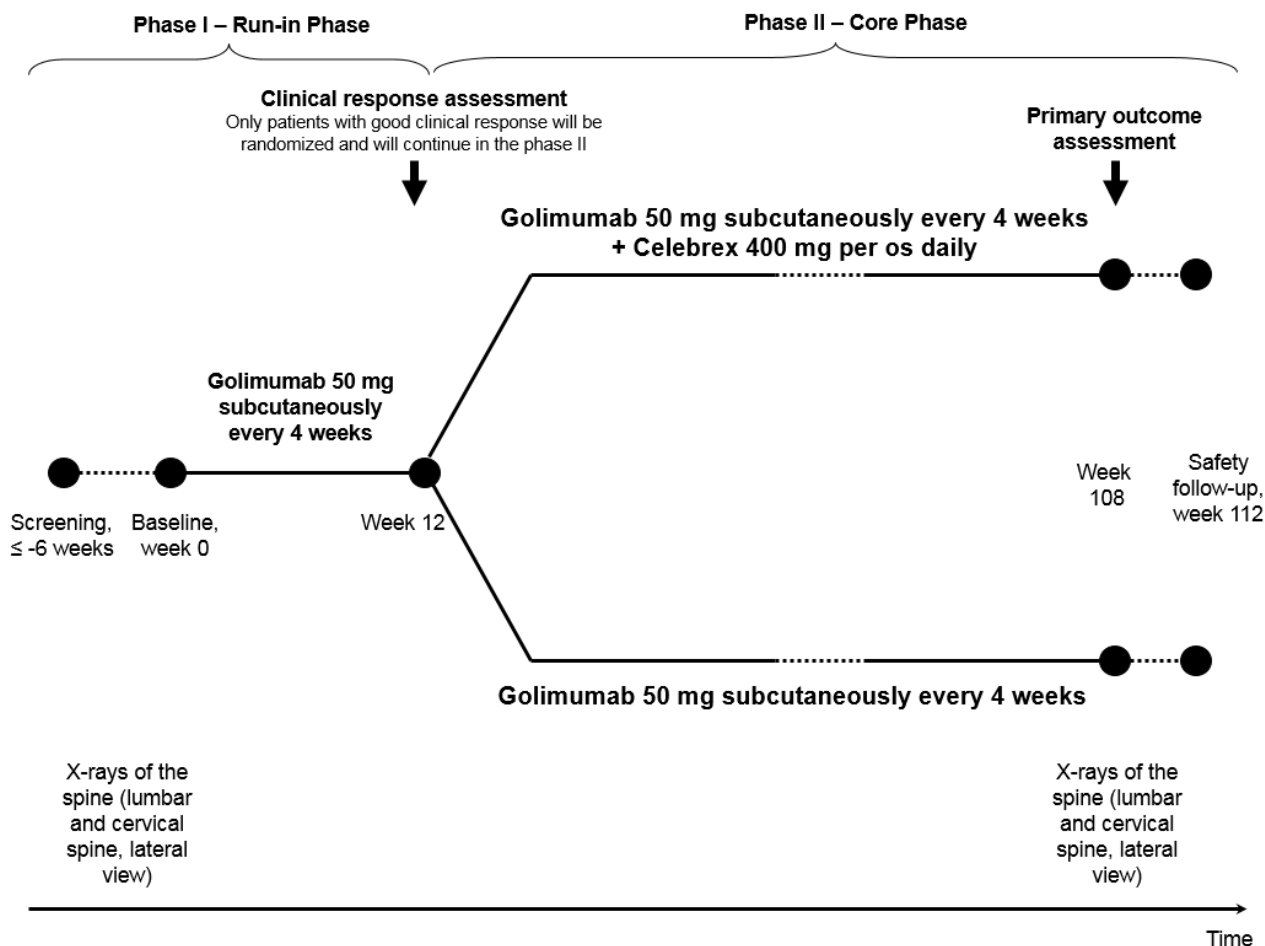 Phase I – Run-in Phase
Phase II – Core Phase
Clinical response assessment
Only patients with good clinical response will be
randomized and will continue in the phase II
Primary outcome
assessment
Golimumab 50 mg subcutaneously every 4 weeks
+ Celebrex 400 mg per os daily
Golimumab 50 mg
subcutaneously
every 4 weeks
Screening,
≤ -6 weeks
Baseline,
week 0
Week 12
Week
108
Safety
follow-up,
week 112
Golimumab 50 mg subcutaneously every 4 weeks
X-rays of the
spine (lumbar
and cervical
spine, lateral
view)
X-rays of the
spine (lumbar
and cervical
spine, lateral
view)
Time